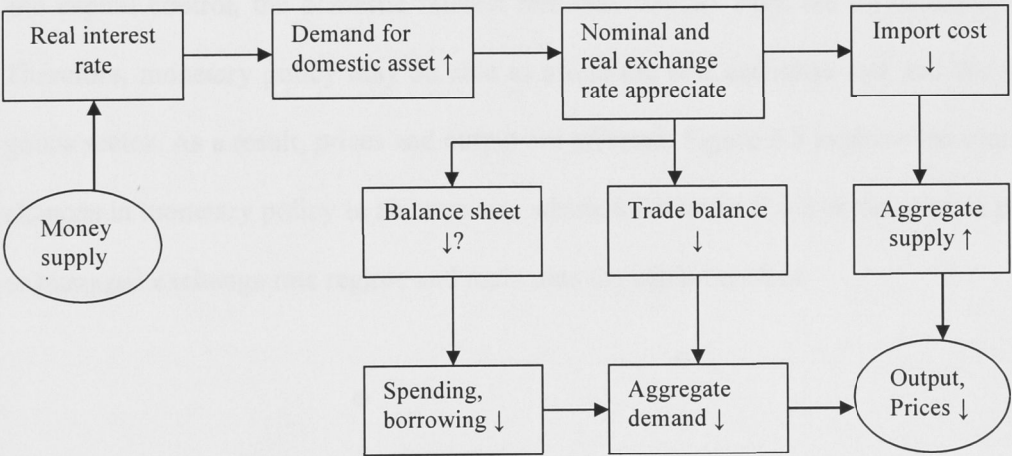 Real interest
rate
Demand for
domestic asset ↑
Nominal and
real exchange
rate appreciate
Import cost
↓
Money
supply
Balance sheet
↓?
Trade balance
↓
Aggregate
supply ↑
Spending,
borrowing ↓
Aggregate
demand ↓
Output,
Prices ↓